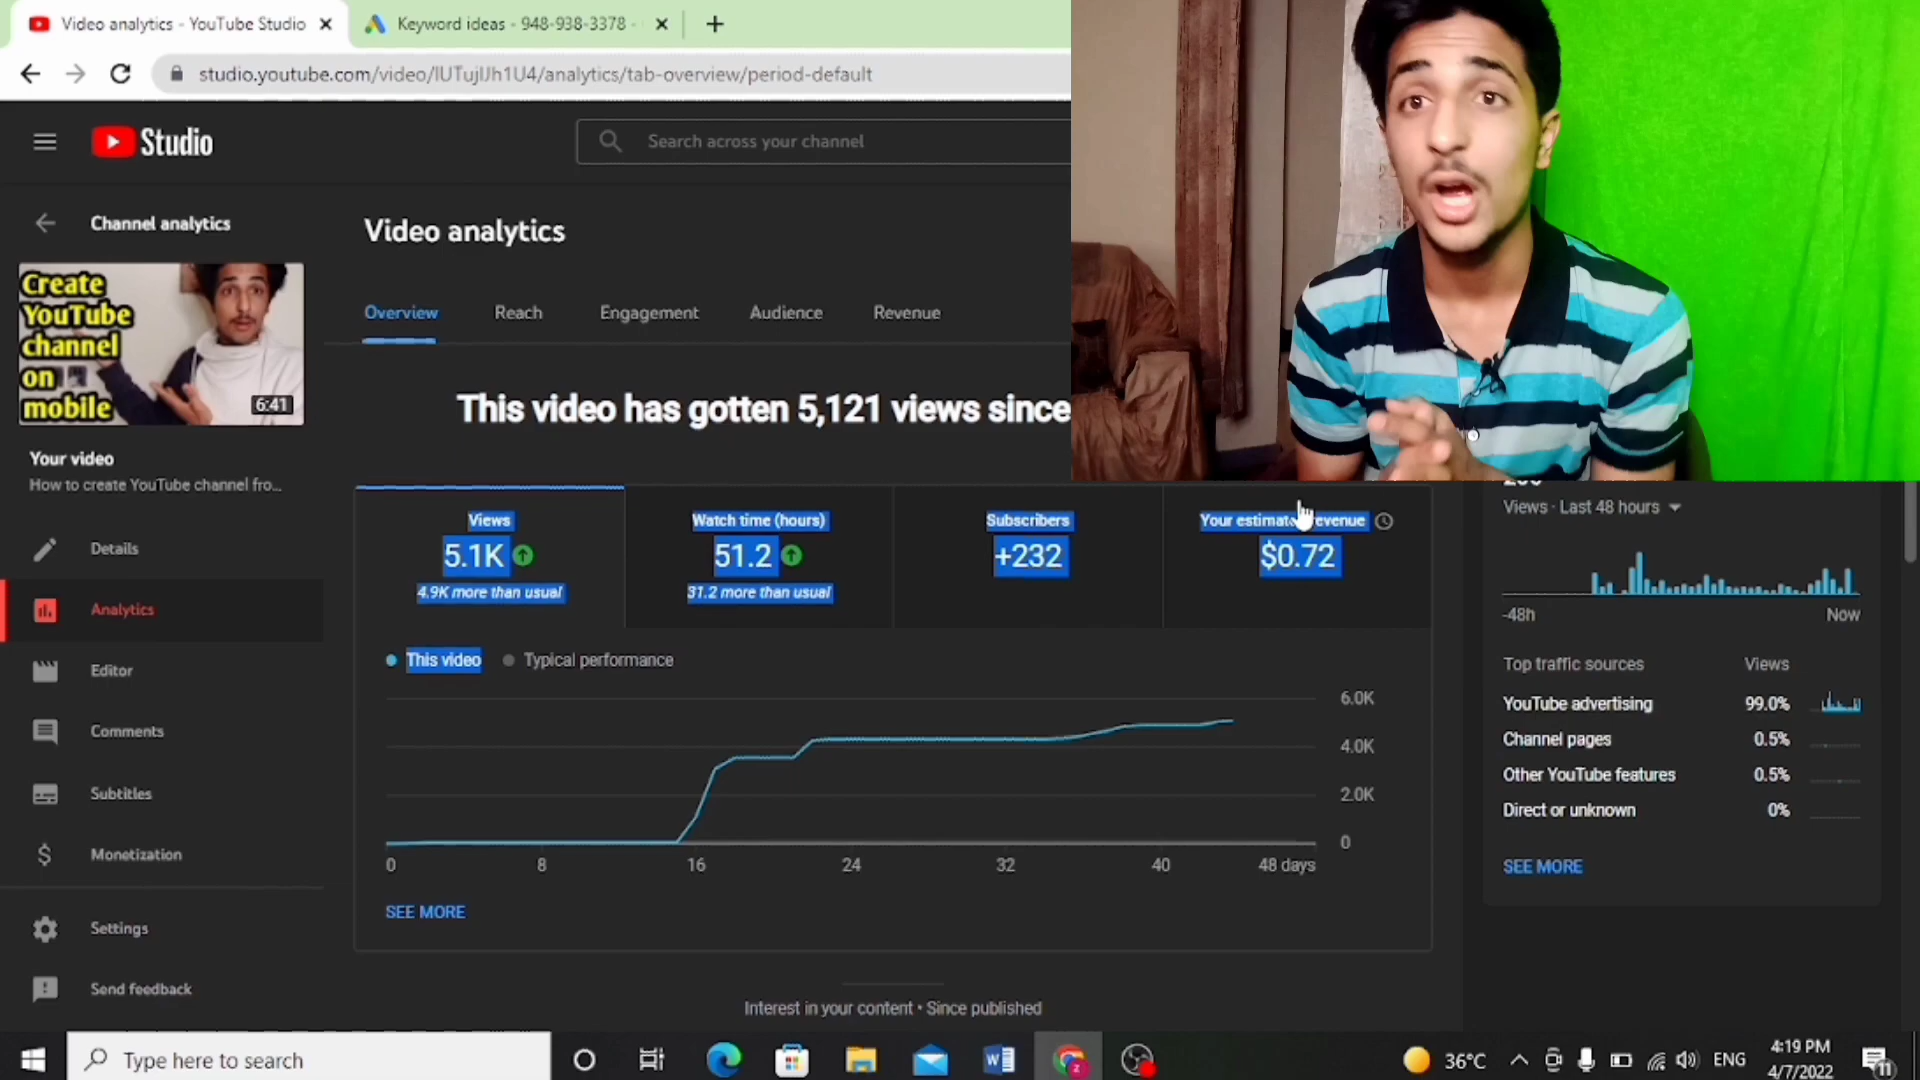 Video analytics - YouTube Studio
Keyword ideas - 948-938-3378 -
studio.youtube.com/video/IUTujIJh1U4/analytics/tab-overview/period-default
Studio
Search across your channel
Channel analytics
Create
YouTube
channel
on
mobile
6:41
Your video
How to create YouTube channel fro...
Details
Analytics
Editor
Comments
Subtitles
Monetization
Settings
Send feedback
Video analytics
Overview
Reach
Engagement
Audience
Revenue
This video has gotten 5,121 views since
Views
5.1K
4.9K more than usual
Watch time (hours)
51.2
31.2 more than usual
Subscribers
+232
Your estimated revenue
$0.72
This video
Typical performance
6.0K
4.0K
2.0K
0
0 8 16 24 32 40 48 days
SEE MORE
Interest in your content • Since published
Views · Last 48 hours
-48h
Now
Top traffic sources
Views
YouTube advertising 99.0%
Channel pages 0.5%
Other YouTube features 0.5%
Direct or unknown 0%
SEE MORE
Type here to search
36°C
ENG
4:19 PM
4/7/2022
11